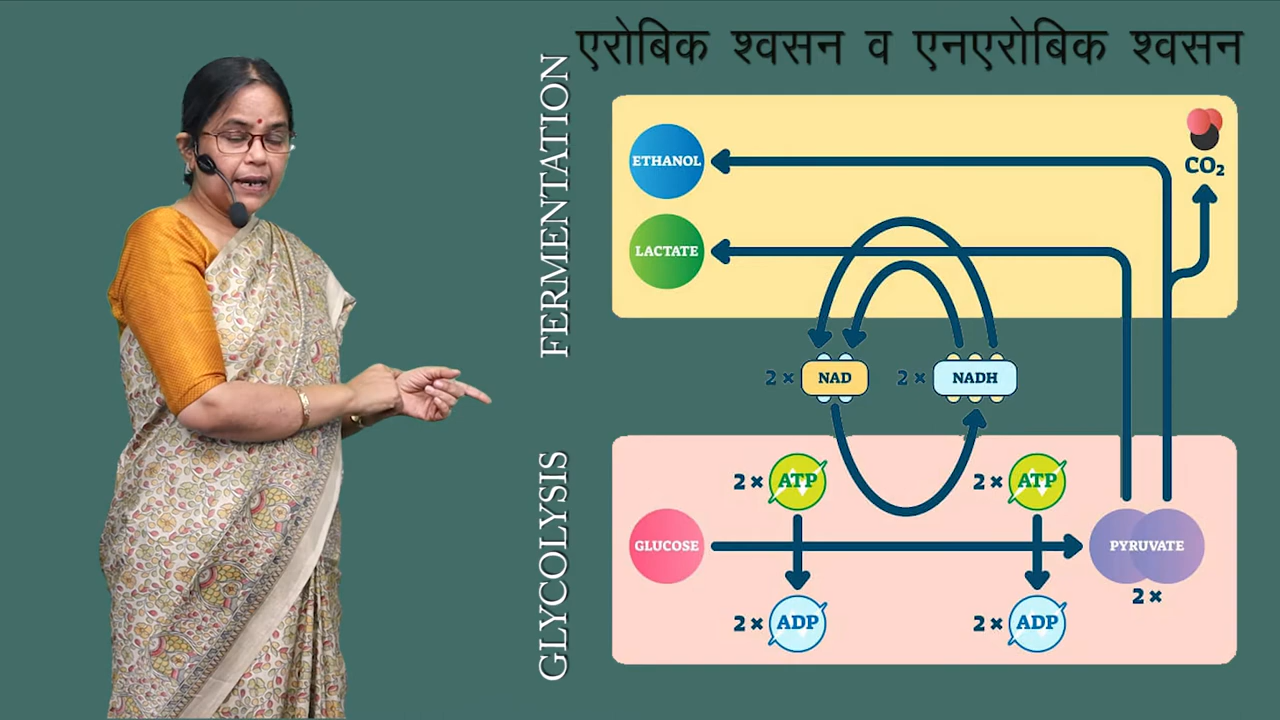 एरोबिक श्वसन व एनएरोबिक श्वसन
FERMENTATION
ETHANOL
CO₂
LACTATE
2 × NAD
2 × NADH
GLYCOLYSIS
2 × ATP
2 × ATP
GLUCOSE
PYRUVATE
2 ×
2 × ADP
2 × ADP